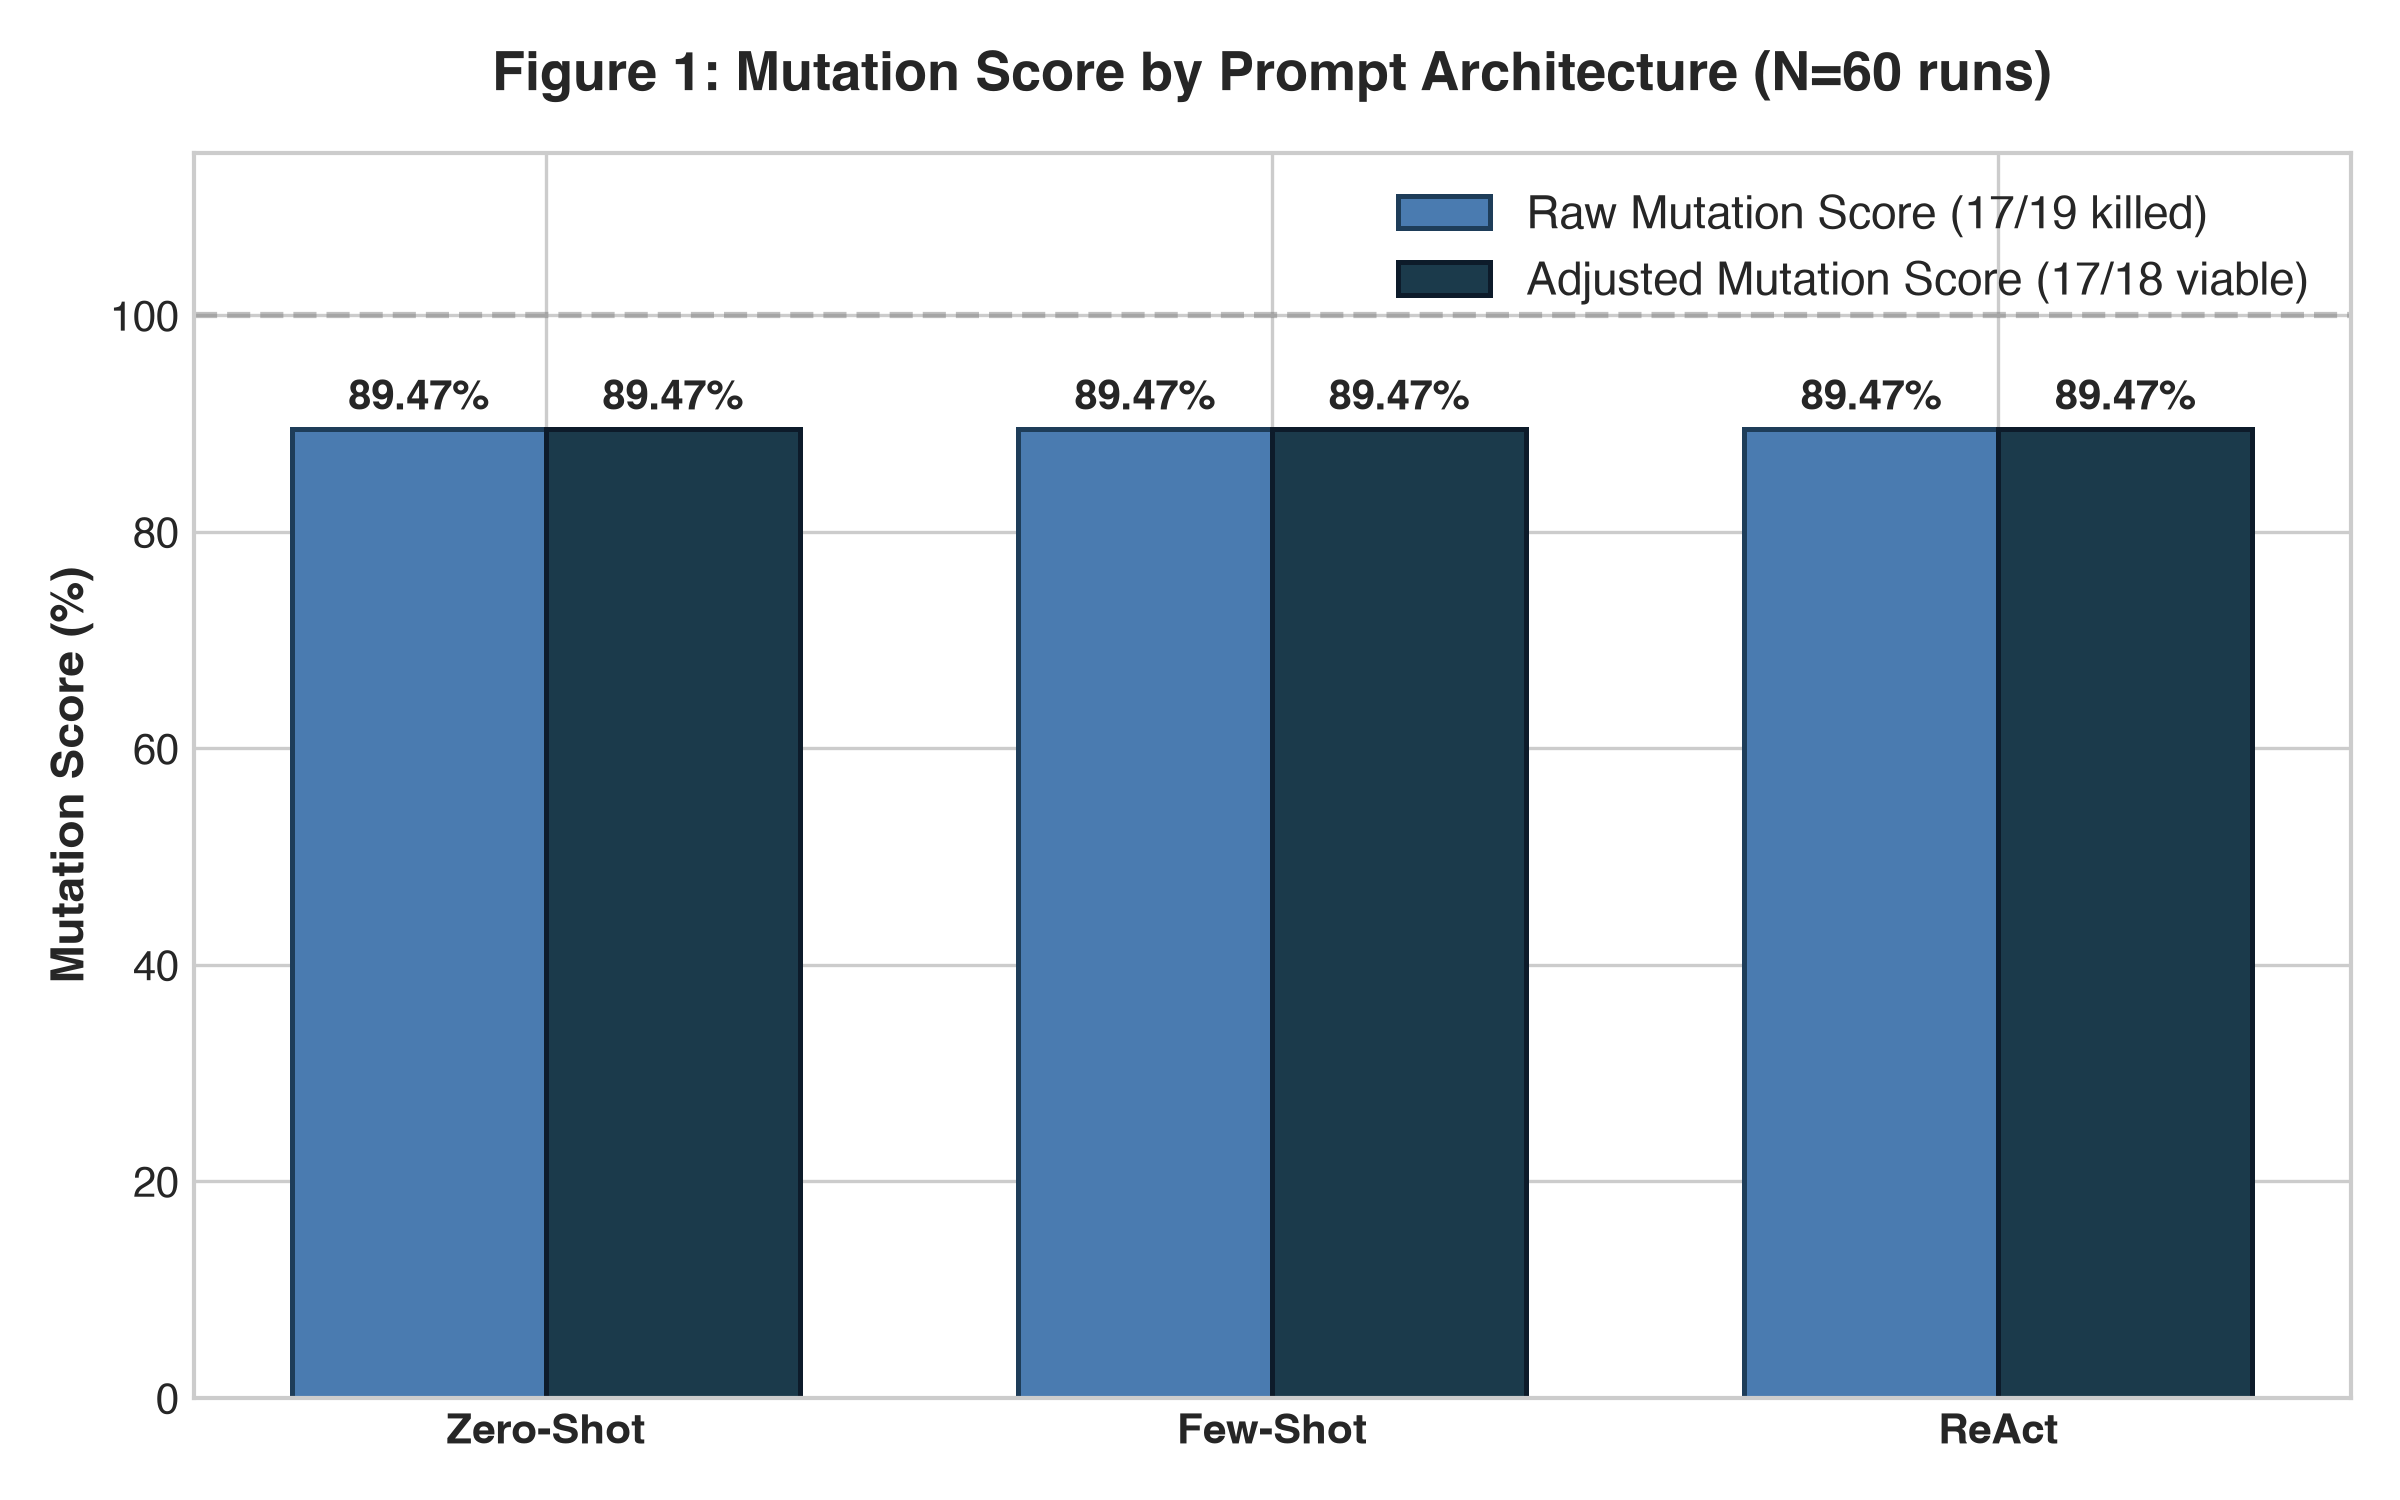 Figure 1: Mutation Score by Prompt Architecture (N=60 runs)
Raw Mutation Score (17/19 killed)
Adjusted Mutation Score (17/18 viable)
Mutation Score (%)
100
80
60
40
20
0
89.47% 89.47% 89.47% 89.47% 89.47% 89.47%
Zero-Shot Few-Shot ReAct